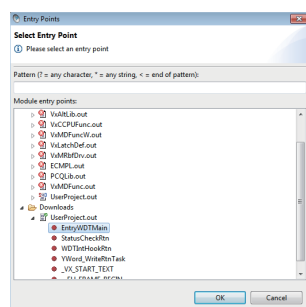 Entry Points
Select Entry Point
Please select an entry point
Pattern (? = any character, * = any string, < = end of pattern):
Module entry points:
VxAltLib.out
VxCCPUFunc.out
VxMDFuncW.out
VxLatchDef.out
VxMRbfDrv.out
ECMPL.out
PCQLib.out
VxMDFunc.out
UserProject.out
Downloads
UserProject.out
EntryWDTMain
StatusCheckRtn
WDTIntHookRtn
YWord_WriteRtnTask
_VX_START_TEXT
OK Cancel